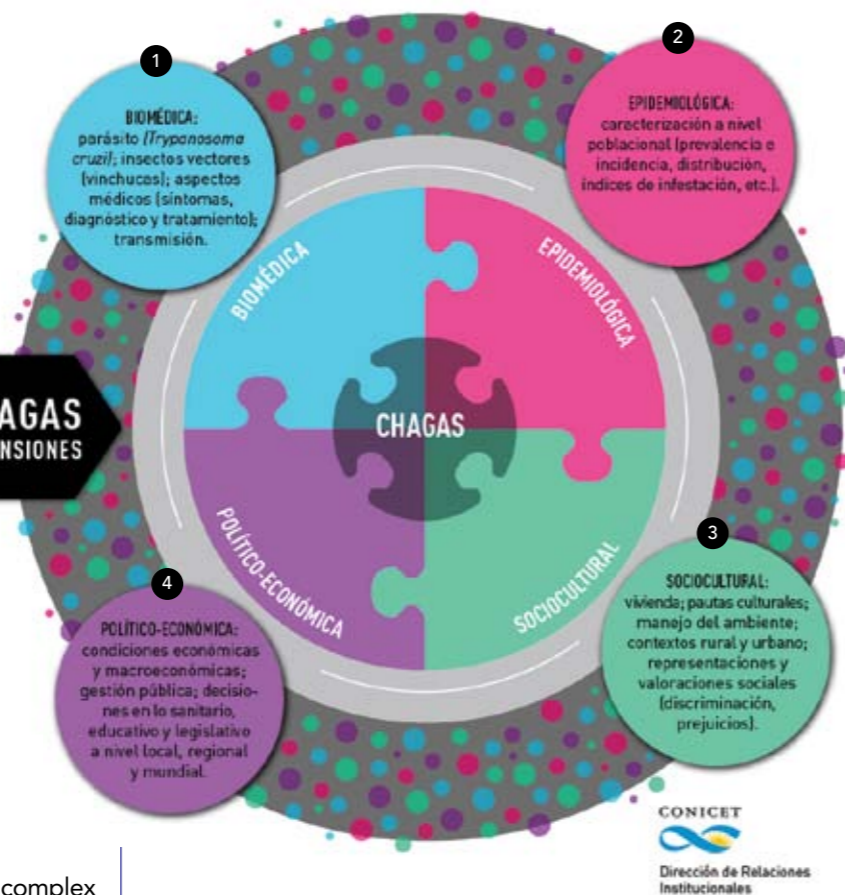 1
BIOMÉDICA:
parásito (Trypanosoma
cruzi); insectos vectores
(vinchucas); aspectos
médicos (síntomas,
diagnóstico y tratamiento);
transmisión.
2
EPIDEMIOLÓGICA:
caracterización a nivel
poblacional (prevalencia e
incidencia, distribución,
índices de infestación, etc.).
BIOMÉDICA
EPIDEMIOLÓGICA
AGAS
ENSIONES
CHAGAS
POLÍTICO-ECONÓMICA
SOCIOCULTURAL
3
SOCIOCULTURAL:
vivienda; pautas culturales;
manejo del ambiente;
contextos rural y urbano;
representaciones y
valoraciones sociales
(discriminación,
prejuicios).
4
POLÍTICO-ECONÓMICA:
condiciones económicas
y macroeconómicas;
gestión pública; decisio-
nes en lo sanitario,
educativo y legislativo
a nivel local, regional
y mundial.
CONICET
Dirección de Relaciones
Institucionales
complex